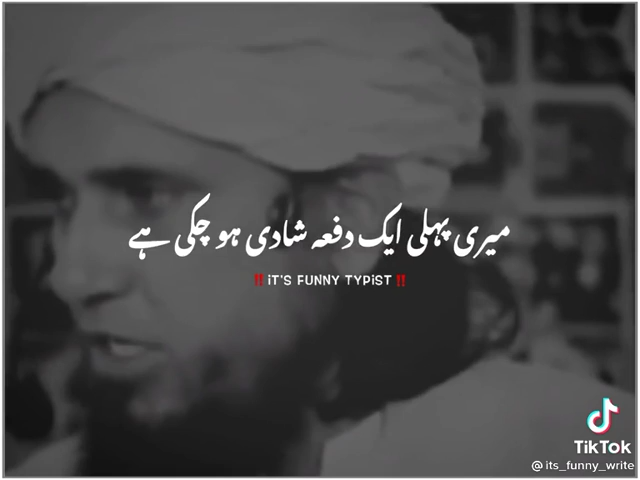 میری پہلی ایک دفعہ شادی ہو چکی ہے
‼ iT'S FUNNY TYPiST ‼
TikTok
@its_funny_write